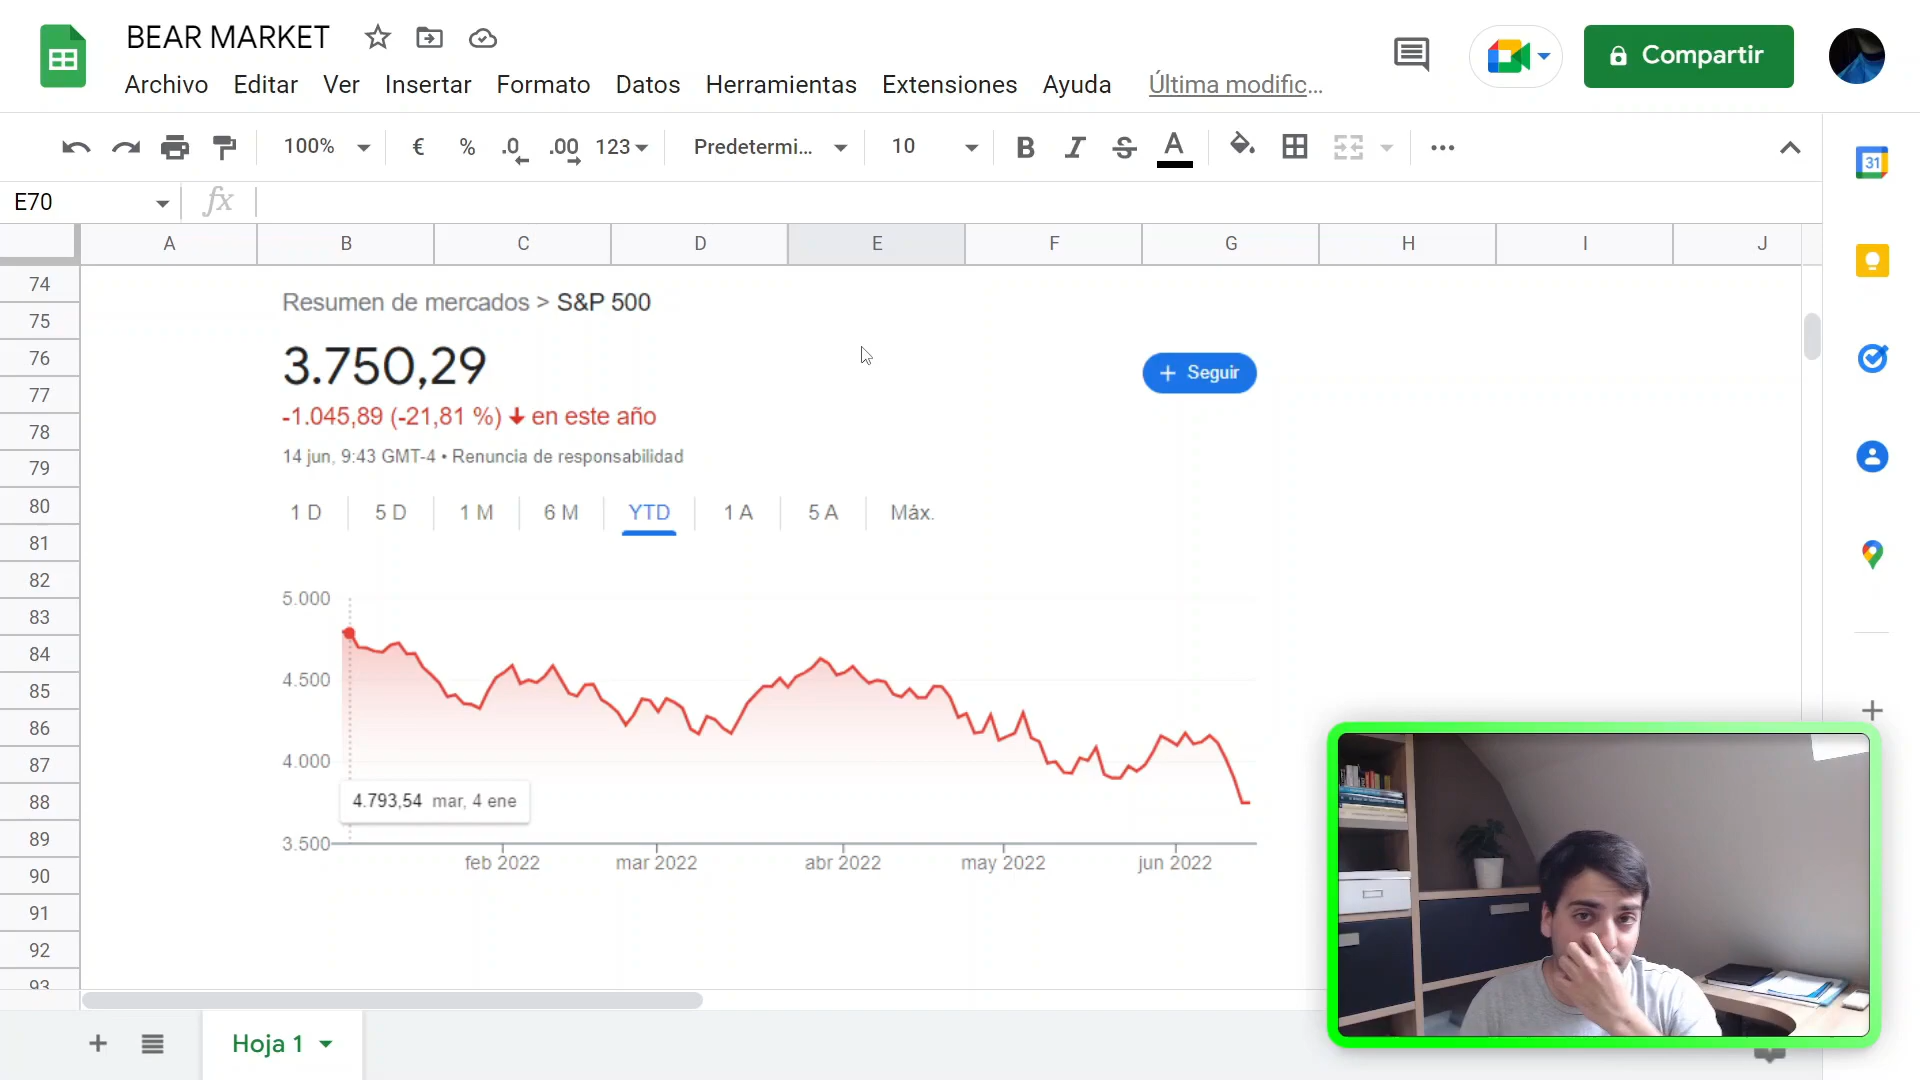 BEAR MARKET
Archivo Editar Ver Insertar Formato Datos Herramientas Extensiones Ayuda Última modific...
Compartir
100% € % .0 .00 123 Predetermi... 10 B I S A
31
E70 fx
A B C D E F G H I J
74
75
76
77
78
79
80
81
82
83
84
85
86
87
88
89
90
91
92
93
Resumen de mercados > S&P 500
3.750,29
+ Seguir
-1.045,89 (-21,81 %) ↓ en este año
14 jun, 9:43 GMT-4 • Renuncia de responsabilidad
1 D 5 D 1 M 6 M YTD 1 A 5 A Máx.
5.000
4.500
4.000
4.793,54 mar, 4 ene
3.500
feb 2022 mar 2022 abr 2022 may 2022 jun 2022
Hoja 1